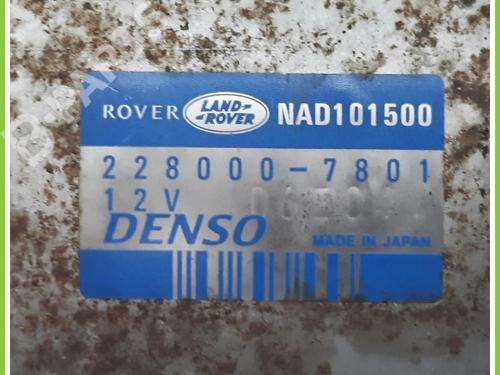 ROVER LAND-ROVER NAD101500
228000-7801
12V
DENSO MADE IN JAPAN